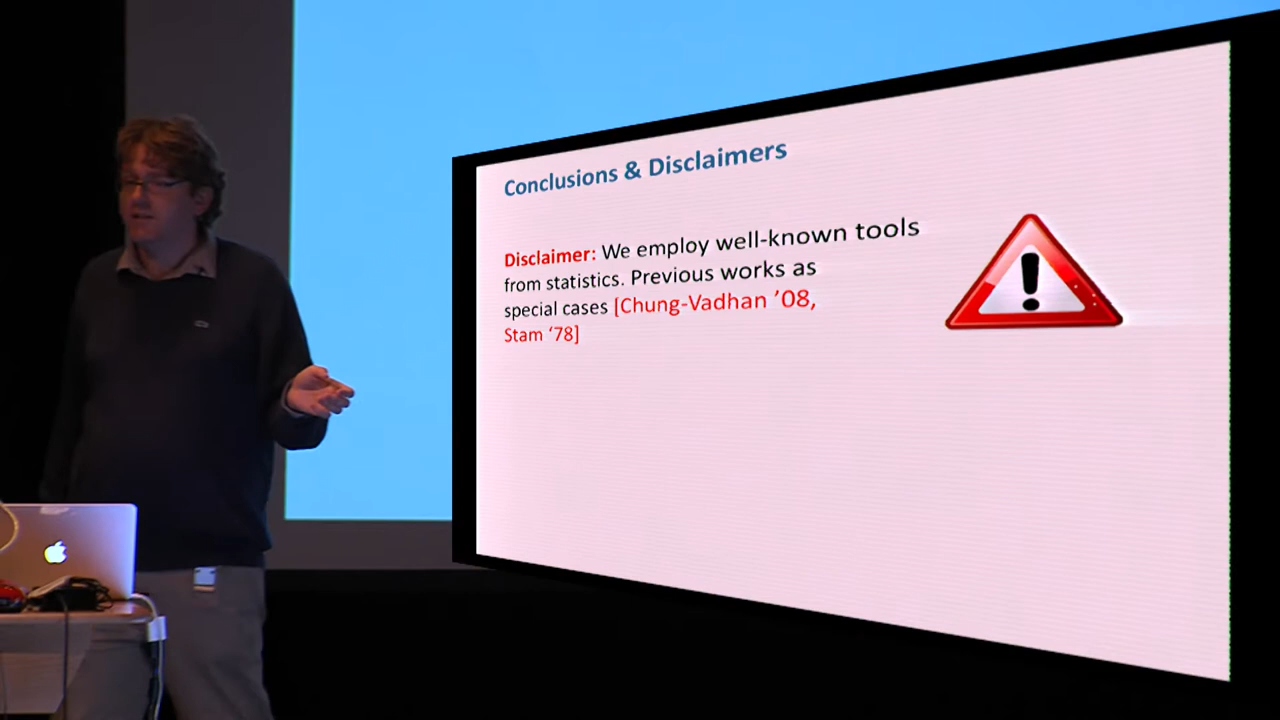 Conclusions & Disclaimers
Disclaimer: We employ well-known tools
from statistics. Previous works as
special cases [Chung-Vadhan ’08,
Stam ‘78]